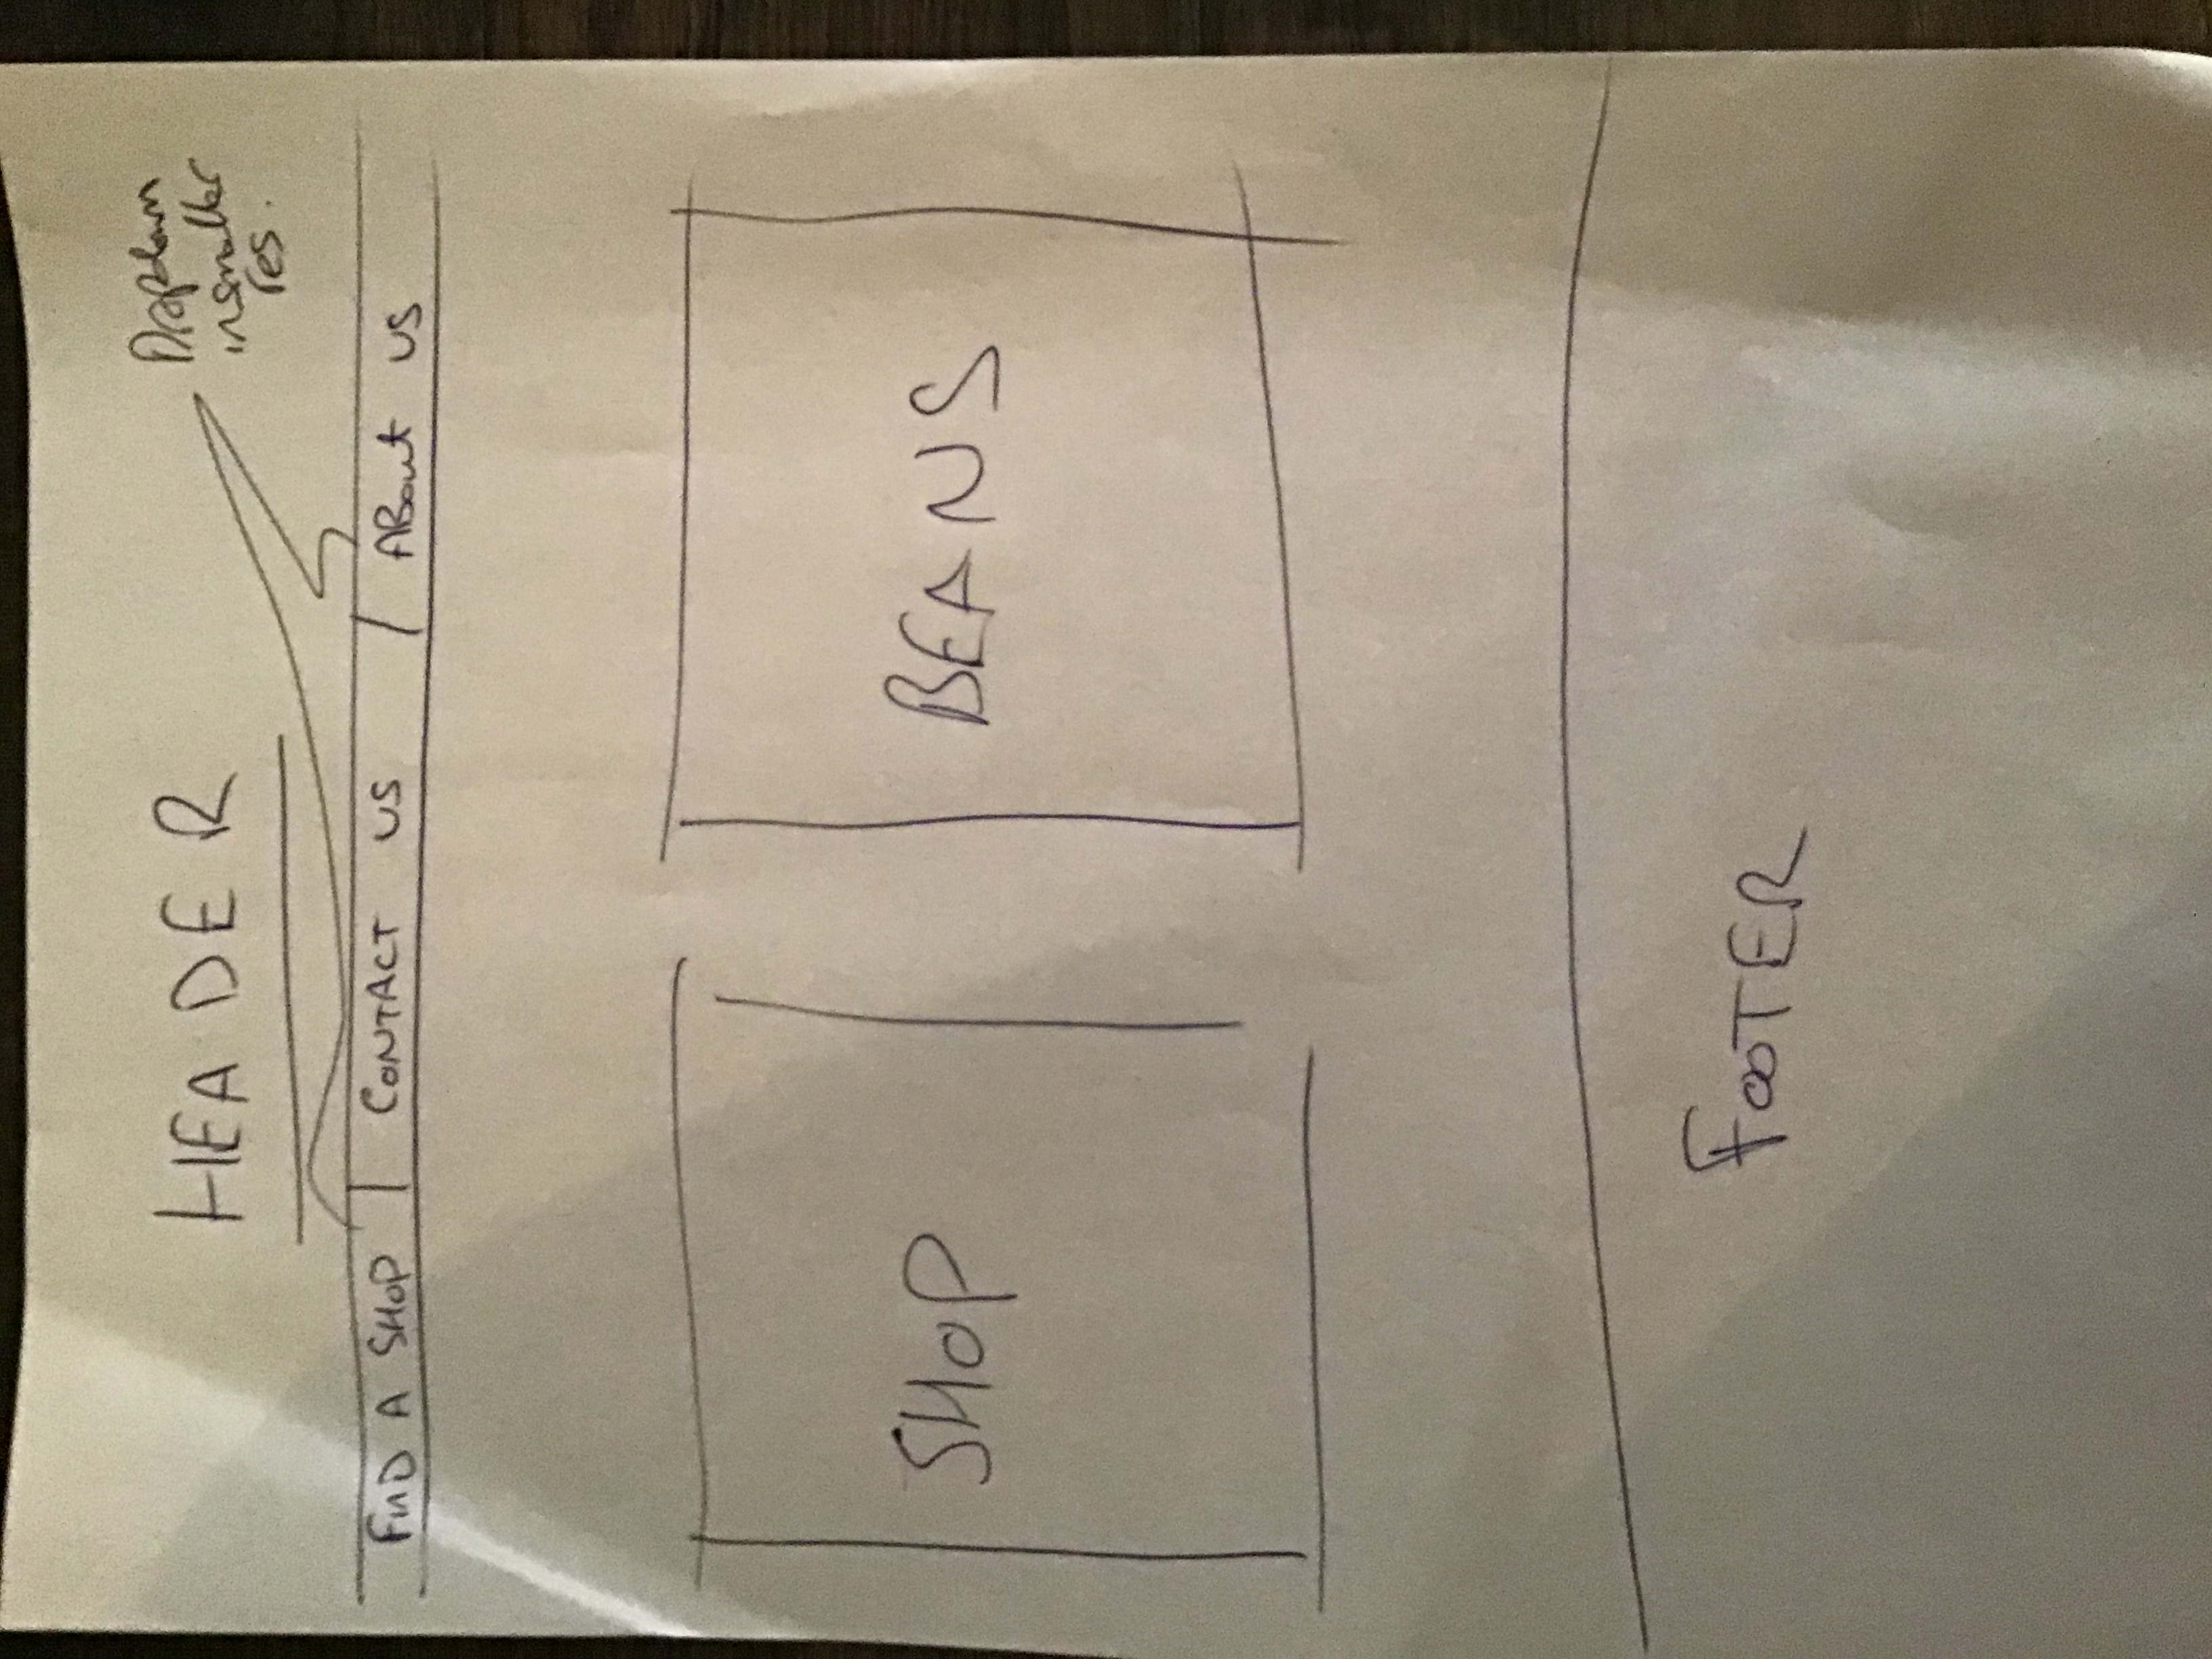 HEADER
Dropdown
in smaller
res.
FIND A SHOP | CONTACT US | ABout US
SHOP
BEANS
FOOTER